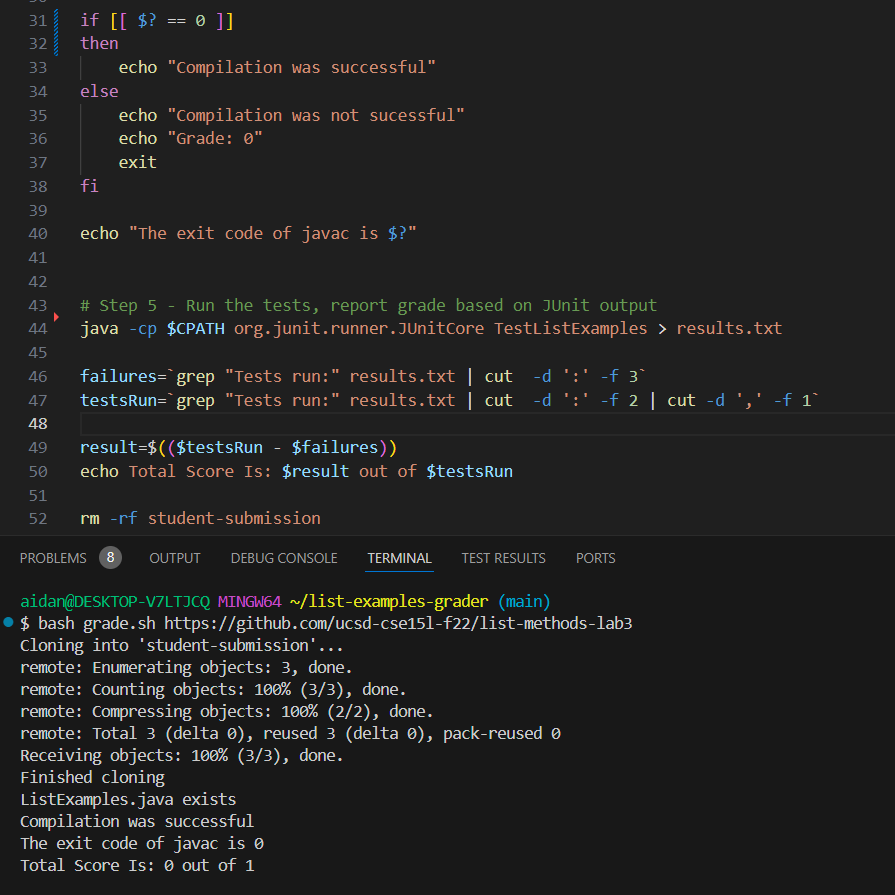 31 if [[ $? == 0 ]]
32 then
33     echo "Compilation was successful"
34 else
35     echo "Compilation was not sucessful"
36     echo "Grade: 0"
37     exit
38 fi
39
40 echo "The exit code of javac is $?"
41
42
43 # Step 5 - Run the tests, report grade based on JUnit output
44 java -cp $CPATH org.junit.runner.JUnitCore TestListExamples > results.txt
45
46 failures=`grep "Tests run:" results.txt | cut  -d ':' -f 3`
47 testsRun=`grep "Tests run:" results.txt | cut  -d ':' -f 2 | cut -d ',' -f 1`
48
49 result=$(($testsRun - $failures))
50 echo Total Score Is: $result out of $testsRun
51
52 rm -rf student-submission
PROBLEMS 8 OUTPUT DEBUG CONSOLE TERMINAL TEST RESULTS PORTS
aidan@DESKTOP-V7LTJCQ MINGW64 ~/list-examples-grader (main)
$ bash grade.sh https://github.com/ucsd-cse15l-f22/list-methods-lab3
Cloning into 'student-submission'...
remote: Enumerating objects: 3, done.
remote: Counting objects: 100% (3/3), done.
remote: Compressing objects: 100% (2/2), done.
remote: Total 3 (delta 0), reused 3 (delta 0), pack-reused 0
Receiving objects: 100% (3/3), done.
Finished cloning
ListExamples.java exists
Compilation was successful
The exit code of javac is 0
Total Score Is: 0 out of 1